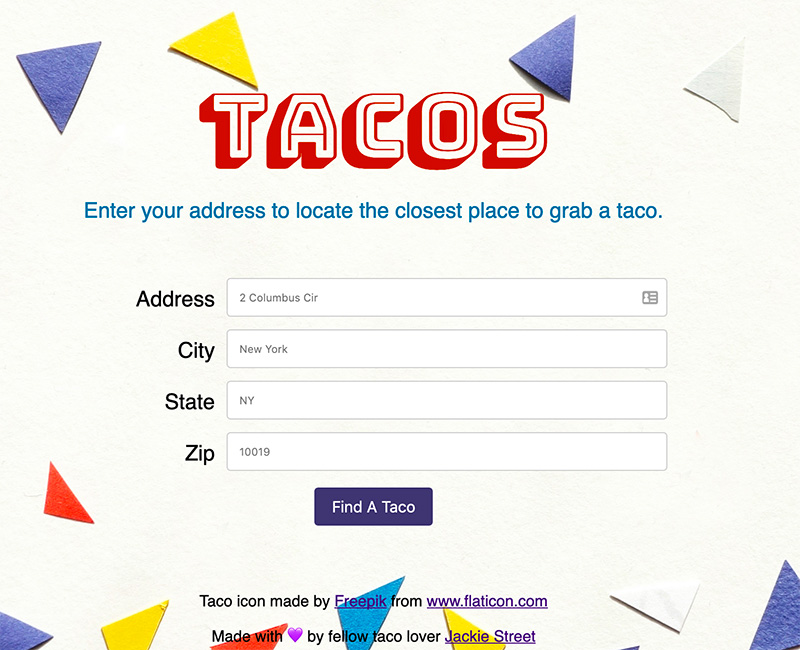 TACOS
Enter your address to locate the closest place to grab a taco.
Address 2 Columbus Cir
City New York
State NY
Zip 10019
Find A Taco
Taco icon made by Freepik from www.flaticon.com
Made with 💜 by fellow taco lover Jackie Street